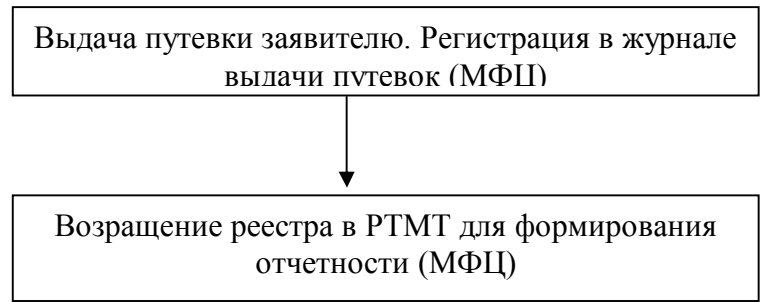 Выдача путевки заявителю. Регистрация в журнале
выдачи путевок (МФЦ)
Возращение реестра в РТМТ для формирования
отчетности (МФЦ)